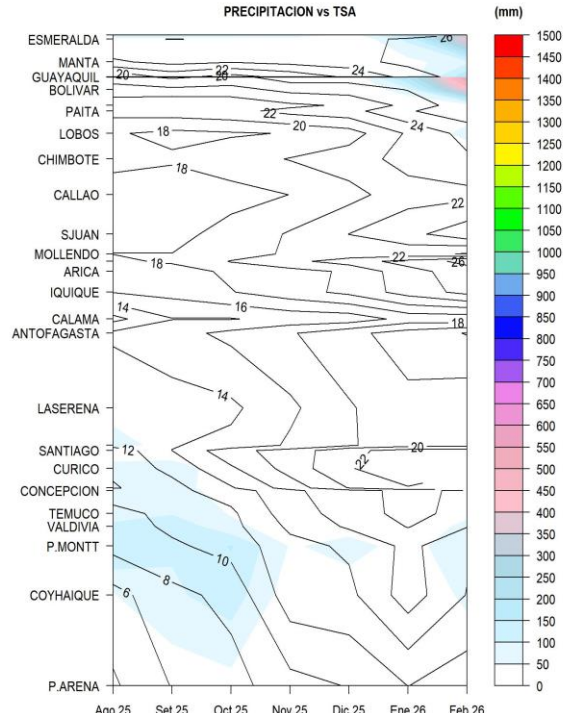 PRECIPITACION vs TSA
(mm)
ESMERALDA
MANTA
GUAYAQUIL
BOLIVAR
PAITA
LOBOS
CHIMBOTE
CALLAO
SJUAN
MOLLENDO
ARICA
IQUIQUE
CALAMA
ANTOFAGASTA
LASERENA
SANTIAGO
CURICO
CONCEPCION
TEMUCO
VALDIVIA
P.MONTT
COYHAIQUE
P.ARENA
Ago 25 Set 25 Oct 25 Nov 25 Dic 25 Ene 26 Feb 26
26
22
24
20
22
20
24
18
18
22
18
22
26
16
14
18
14
12
20
22
10
8
6
1500
1450
1400
1350
1300
1250
1200
1150
1100
1050
1000
950
900
850
800
750
700
650
600
550
500
450
400
350
300
250
200
150
100
50
0